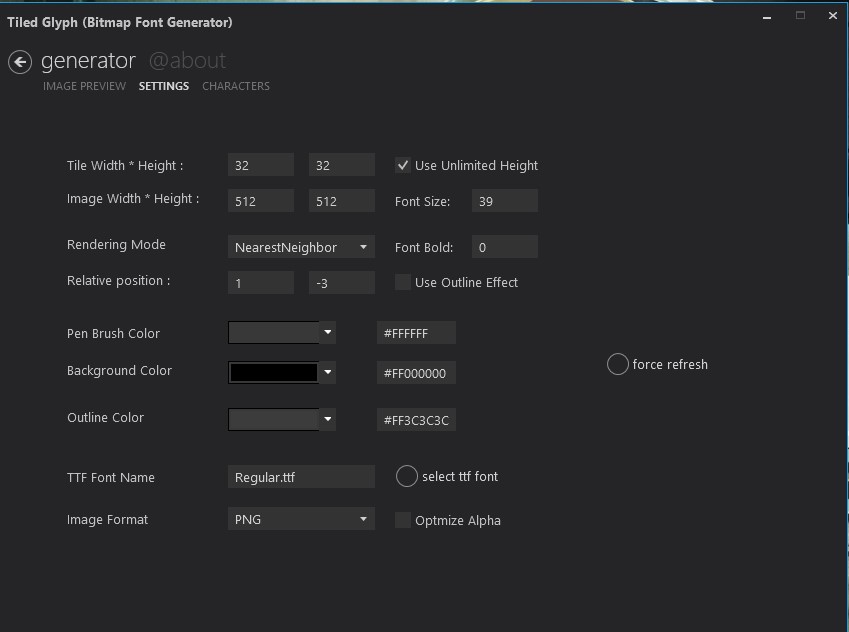 Tiled Glyph (Bitmap Font Generator)
generator @about
IMAGE PREVIEW SETTINGS CHARACTERS
Tile Width * Height : 32 32 Use Unlimited Height
Image Width * Height : 512 512 Font Size: 39
Rendering Mode NearestNeighbor Font Bold: 0
Relative position : 1 -3 Use Outline Effect
Pen Brush Color #FFFFFF
Background Color #FF000000 force refresh
Outline Color #FF3C3C3C
TTF Font Name Regular.ttf select ttf font
Image Format PNG Optmize Alpha